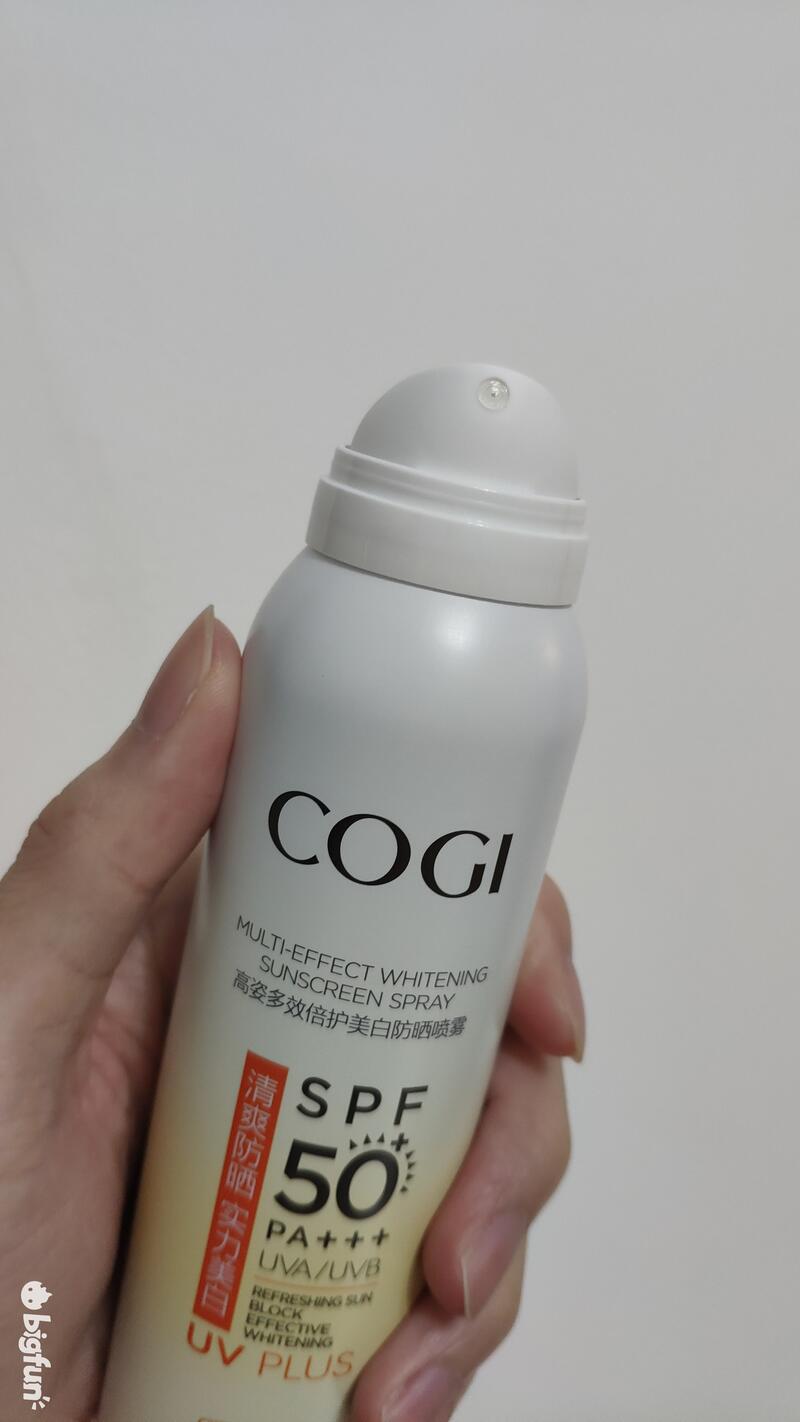 COGI
MULTI-EFFECT WHITENING
SUNSCREEN SPRAY
高姿多效倍护美白防晒喷雾
清爽防晒 实力美白
SPF
50+
PA+++
UVA/UVB
REFRESHING SUN
BLOCK
EFFECTIVE
WHITENING
UV PLUS
bigfun